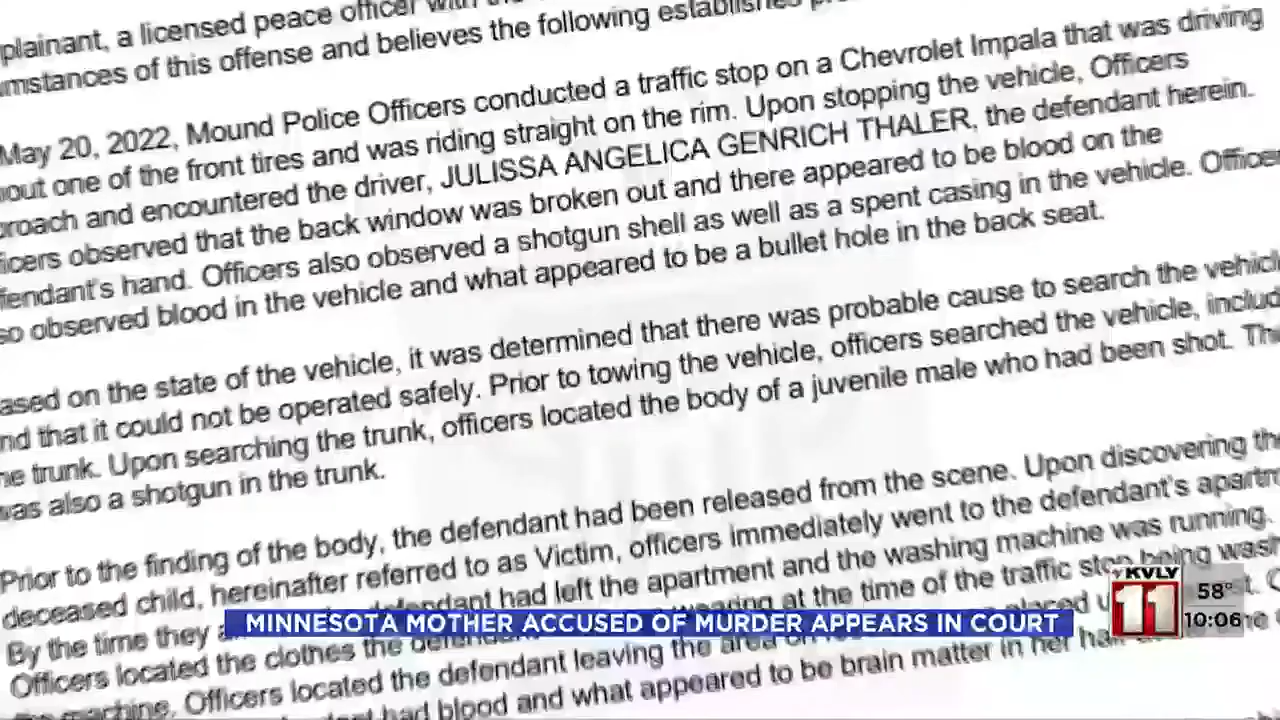 plainant, a licensed peace officer with the
umstances of this offense and believes the following established
May 20, 2022, Mound Police Officers conducted a traffic stop on a Chevrolet Impala that was driving
hout one of the front tires and was riding straight on the rim. Upon stopping the vehicle, Officers
proach and encountered the driver, JULISSA ANGELICA GENRICH THALER, the defendant herein.
icers observed that the back window was broken out and there appeared to be blood on the
fendant's hand. Officers also observed a shotgun shell as well as a spent casing in the vehicle. Officer
so observed blood in the vehicle and what appeared to be a bullet hole in the back seat.
ased on the state of the vehicle, it was determined that there was probable cause to search the vehicl
nd that it could not be operated safely. Prior to towing the vehicle, officers searched the vehicle, includ
he trunk. Upon searching the trunk, officers located the body of a juvenile male who had been shot. The
was also a shotgun in the trunk.
Prior to the finding of the body, the defendant had been released from the scene. Upon discovering the
deceased child, hereinafter referred to as Victim, officers immediately went to the defendant's apartm
By the time they defendant had left the apartment and the washing machine was running.
Officers located the clothes the defendant wearing at the time of the traffic stop being wash
machine. Officers located the defendant leaving the area on placed
had blood and what appeared to be brain matter in her hair
MINNESOTA MOTHER ACCUSED OF MURDER APPEARS IN COURT
KVLY
11
58°
10:06